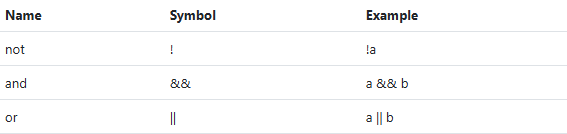 Name Symbol Example
not ! !a
and && a && b
or || a || b